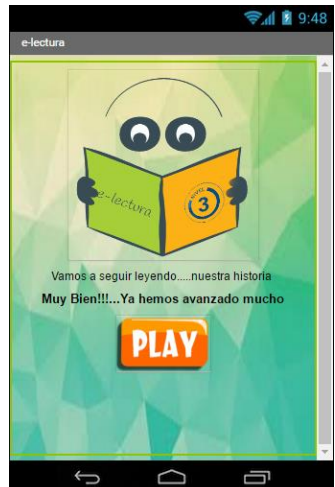 9:48
e-lectura
e-lectura
NIVEL
3
Vamos a seguir leyendo.....nuestra historia
Muy Bien!!!...Ya hemos avanzado mucho
PLAY